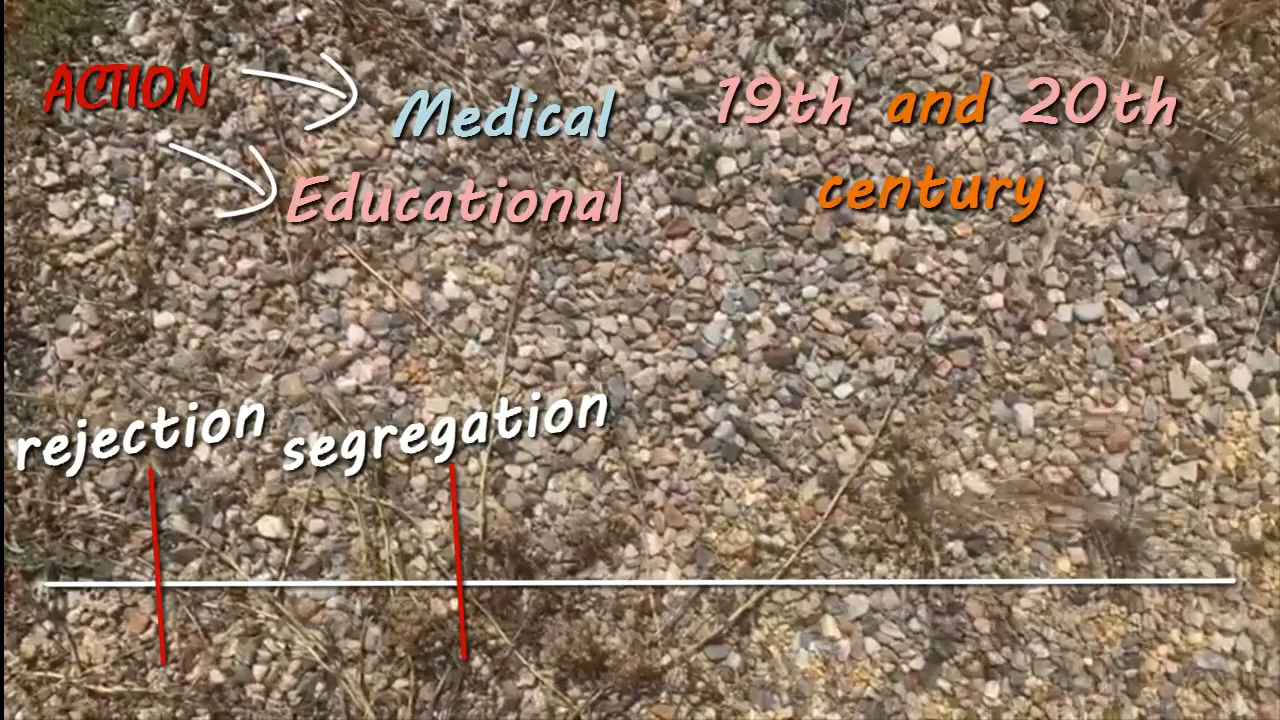 ACTION
Medical
Educational
19th and 20th
century
rejection
segregation